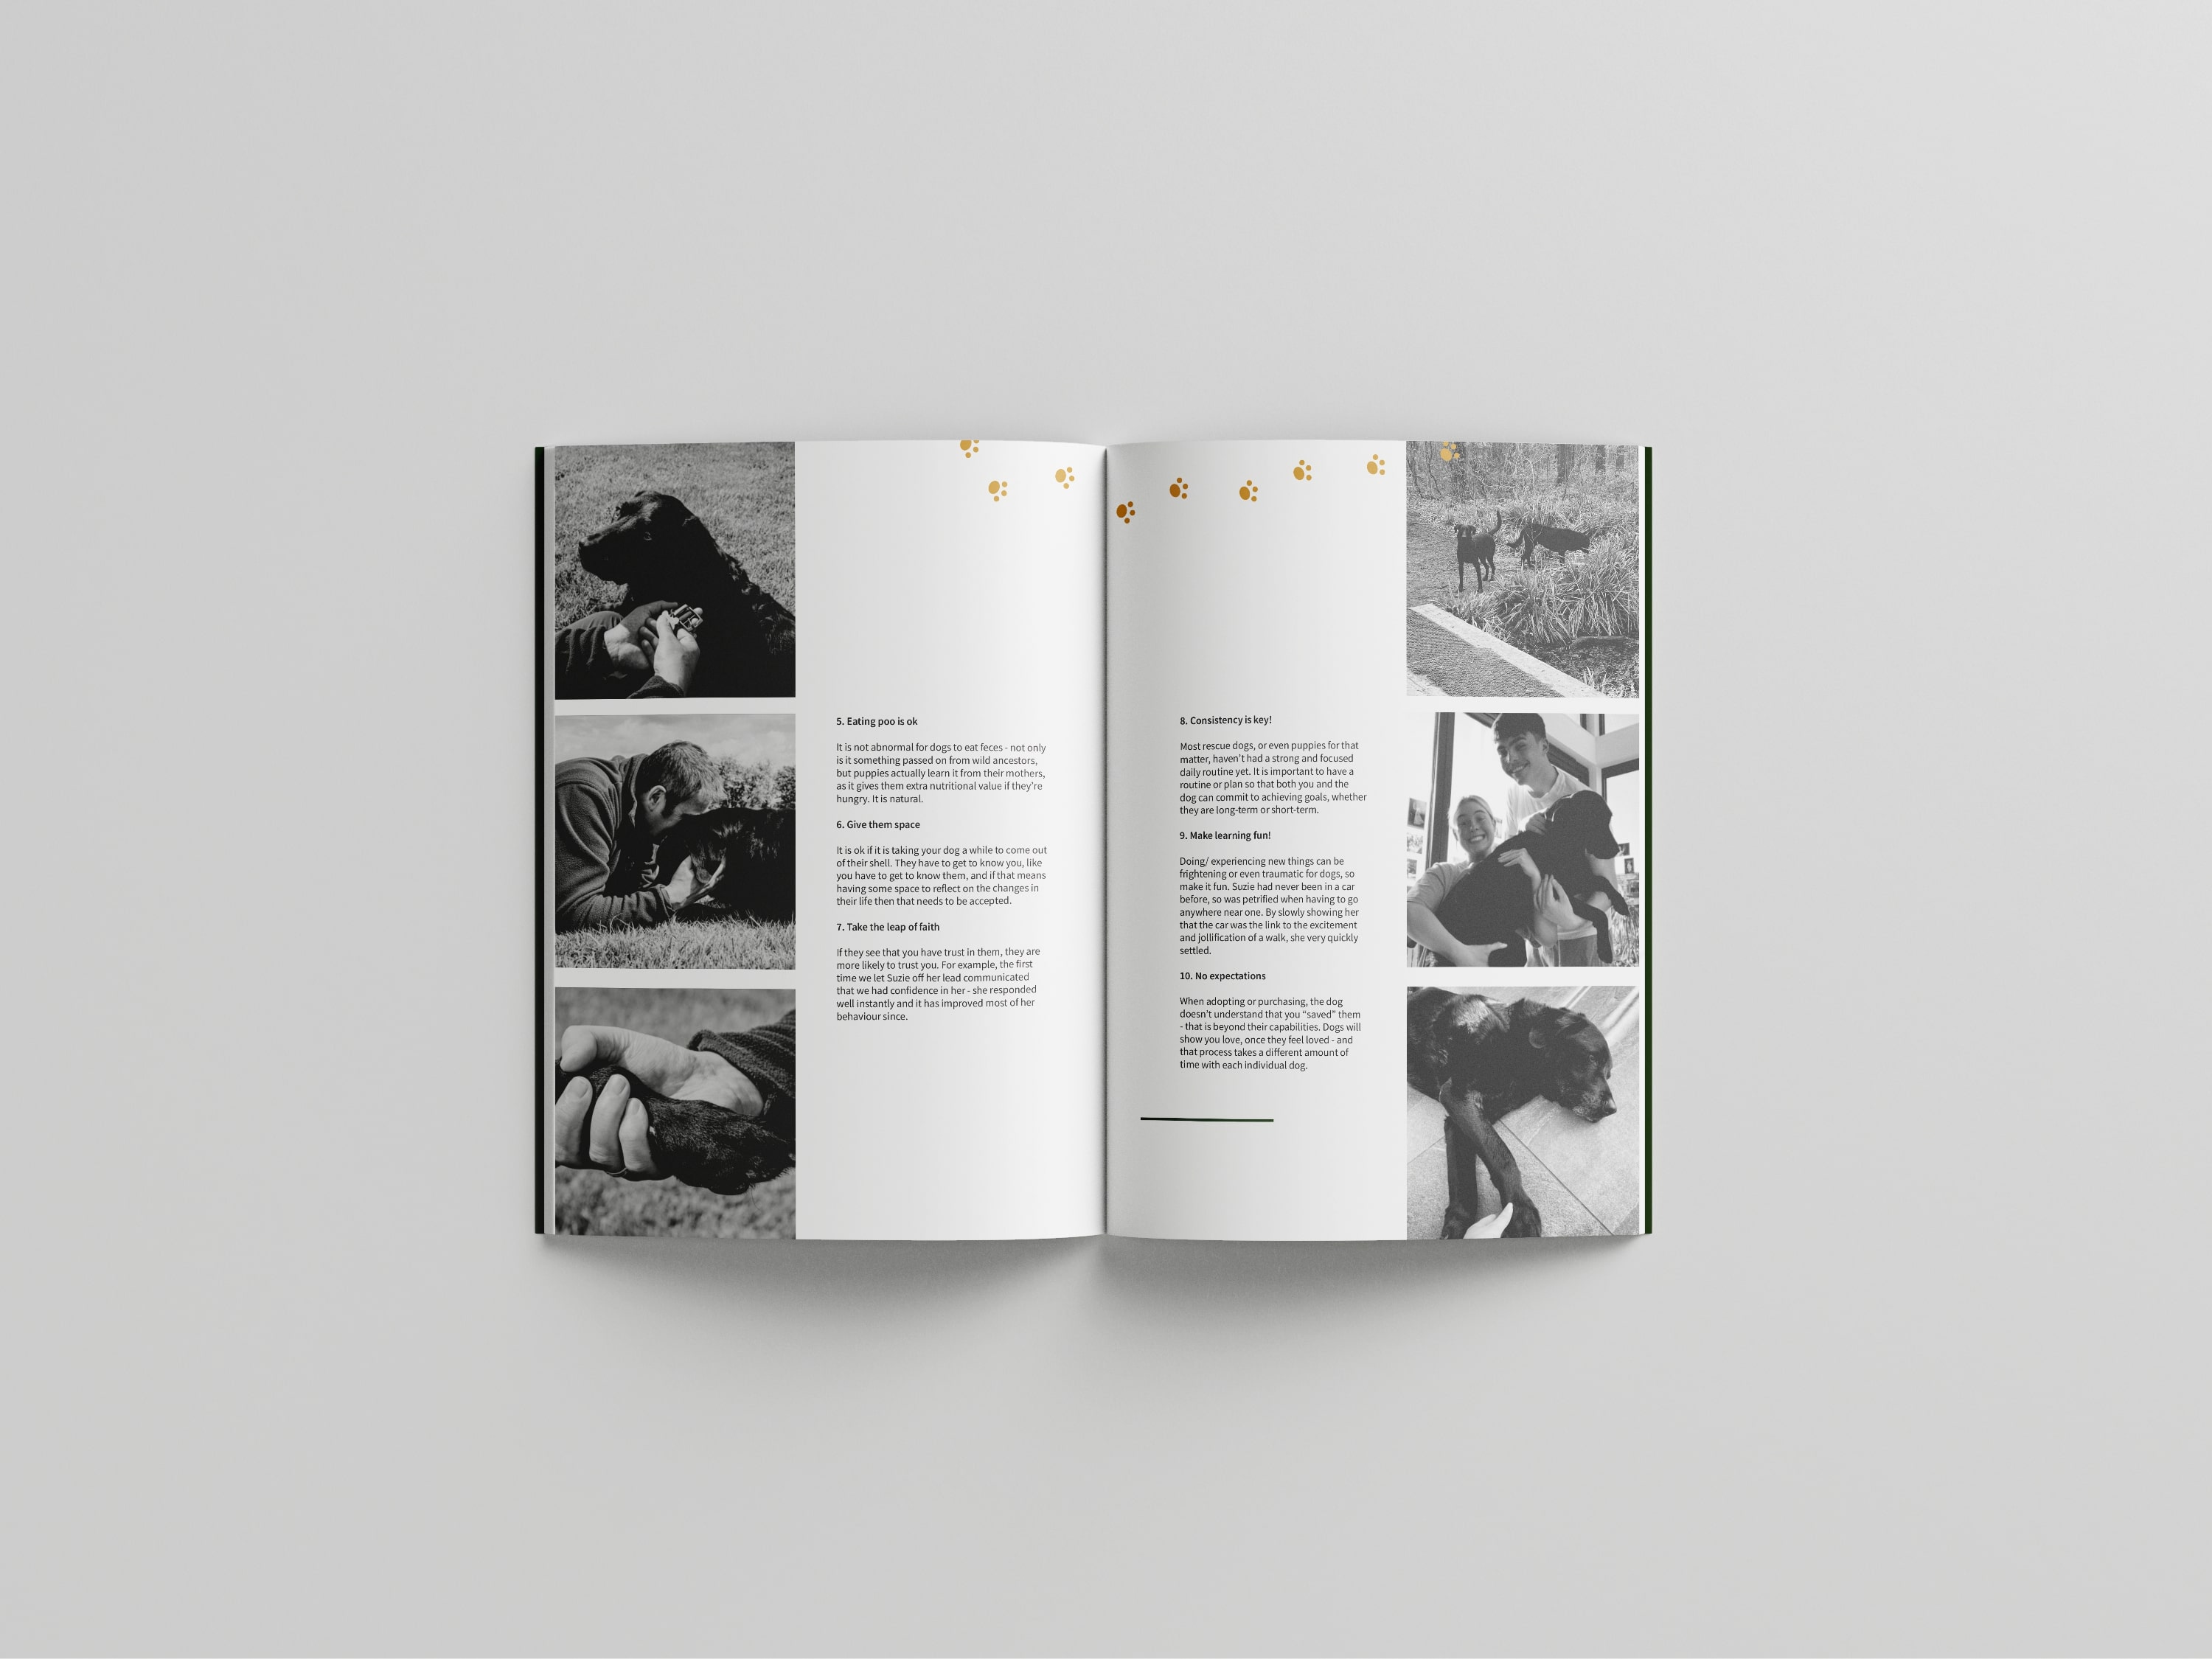 5. Eating poo is ok
It is not abnormal for dogs to eat feces - not only
is it something passed on from wild ancestors,
but puppies actually learn it from their mothers,
as it gives them extra nutritional value if they're
hungry. It is natural.
6. Give them space
It is ok if it is taking your dog a while to come out
of their shell. They have to get to know you, like
you have to get to know them, and if that means
having some space to reflect on the changes in
their life then that needs to be accepted.
7. Take the leap of faith
If they see that you have trust in them, they are
more likely to trust you. For example, the first
time we let Suzie off her lead communicated
that we had confidence in her - she responded
well instantly and it has improved most of her
behaviour since.
8. Consistency is key!
Most rescue dogs, or even puppies for that
matter, haven't had a strong and focused
daily routine yet. It is important to have a
routine or plan so that both you and the
dog can commit to achieving goals, whether
they are long-term or short-term.
9. Make learning fun!
Doing/ experiencing new things can be
frightening or even traumatic for dogs, so
make it fun. Suzie had never been in a car
before, so was petrified when having to go
anywhere near one. By slowly showing her
that the car was the link to the excitement
and jollification of a walk, she very quickly
settled.
10. No expectations
When adopting or purchasing, the dog
doesn't understand that you “saved” them
- that is beyond their capabilities. Dogs will
show you love, once they feel loved - and
that process takes a different amount of
time with each individual dog.